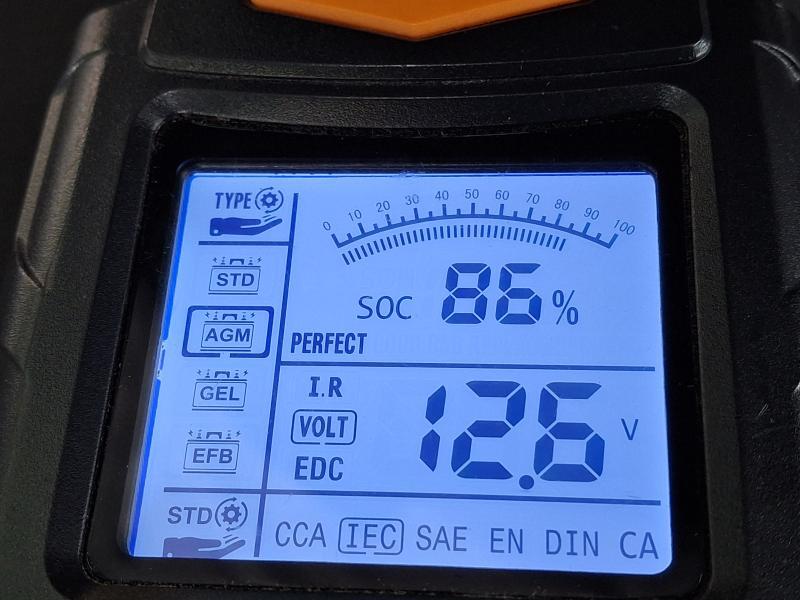 TYPE
0 10 20 30 40 50 60 70 80 90 100
STD
SOC 86%
AGM
PERFECT
GEL
I.R
VOLT 12.6 V
EFB
EDC
STD
CCA IEC SAE EN DIN CA